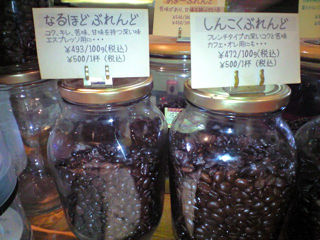 なるほどぶれんど
コク、キレ、苦味、甘味を持つ深い味
エスプレッソ用にも・・・
￥493/100g(税込)
￥500/1杯(税込)
しんこくぶれんど
フレンチタイプの深いコクと苦味
カフェ・オレ用にも・・・
￥472/100g(税込)
￥500/1杯(税込)